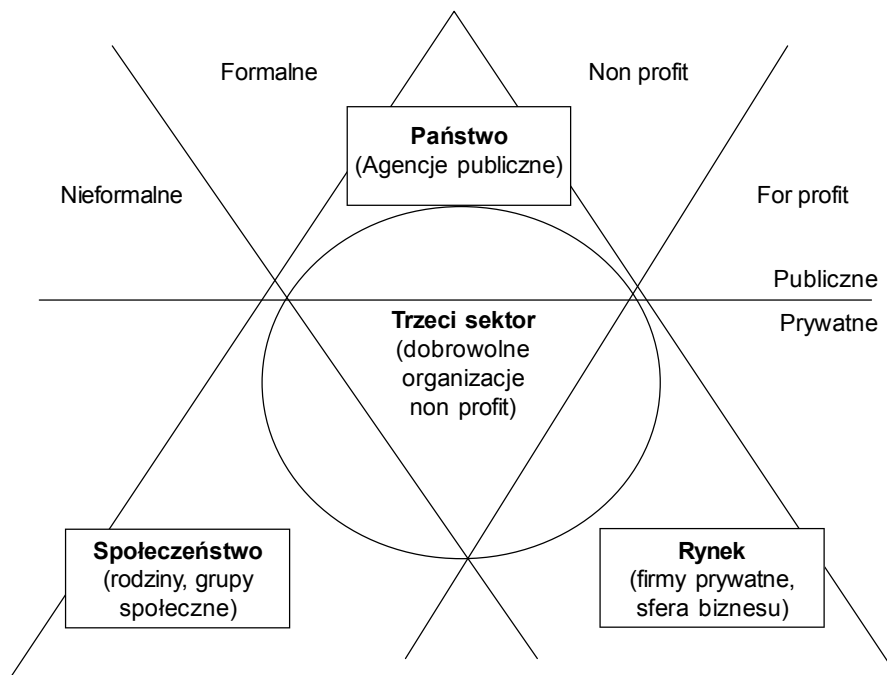 Formalne
Non profit
Państwo
(Agencje publiczne)
Nieformalne
For profit
Publiczne
Prywatne
Trzeci sektor
(dobrowolne
organizacje
non profit)
Społeczeństwo
(rodziny, grupy
społeczne)
Rynek
(firmy prywatne,
sfera biznesu)